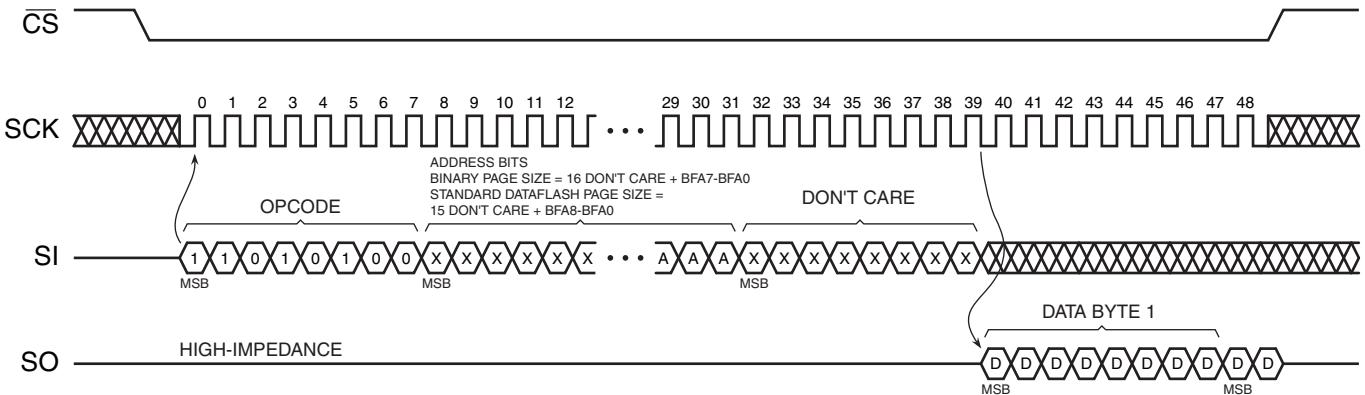 CS
0 1 2 3 4 5 6 7 8 9 10 11 12 29 30 31 32 33 34 35 36 37 38 39 40 41 42 43 44 45 46 47 48
SCK
ADDRESS BITS
BINARY PAGE SIZE = 16 DON'T CARE + BFA7-BFA0
STANDARD DATAFLASH PAGE SIZE =
15 DON'T CARE + BFA8-BFA0
OPCODE
DON'T CARE
SI 1 1 0 1 0 1 0 0 X X X X X X • • • A A A X X X X X X X X
MSB MSB MSB
DATA BYTE 1
HIGH-IMPEDANCE
SO D D D D D D D D D D
MSB MSB